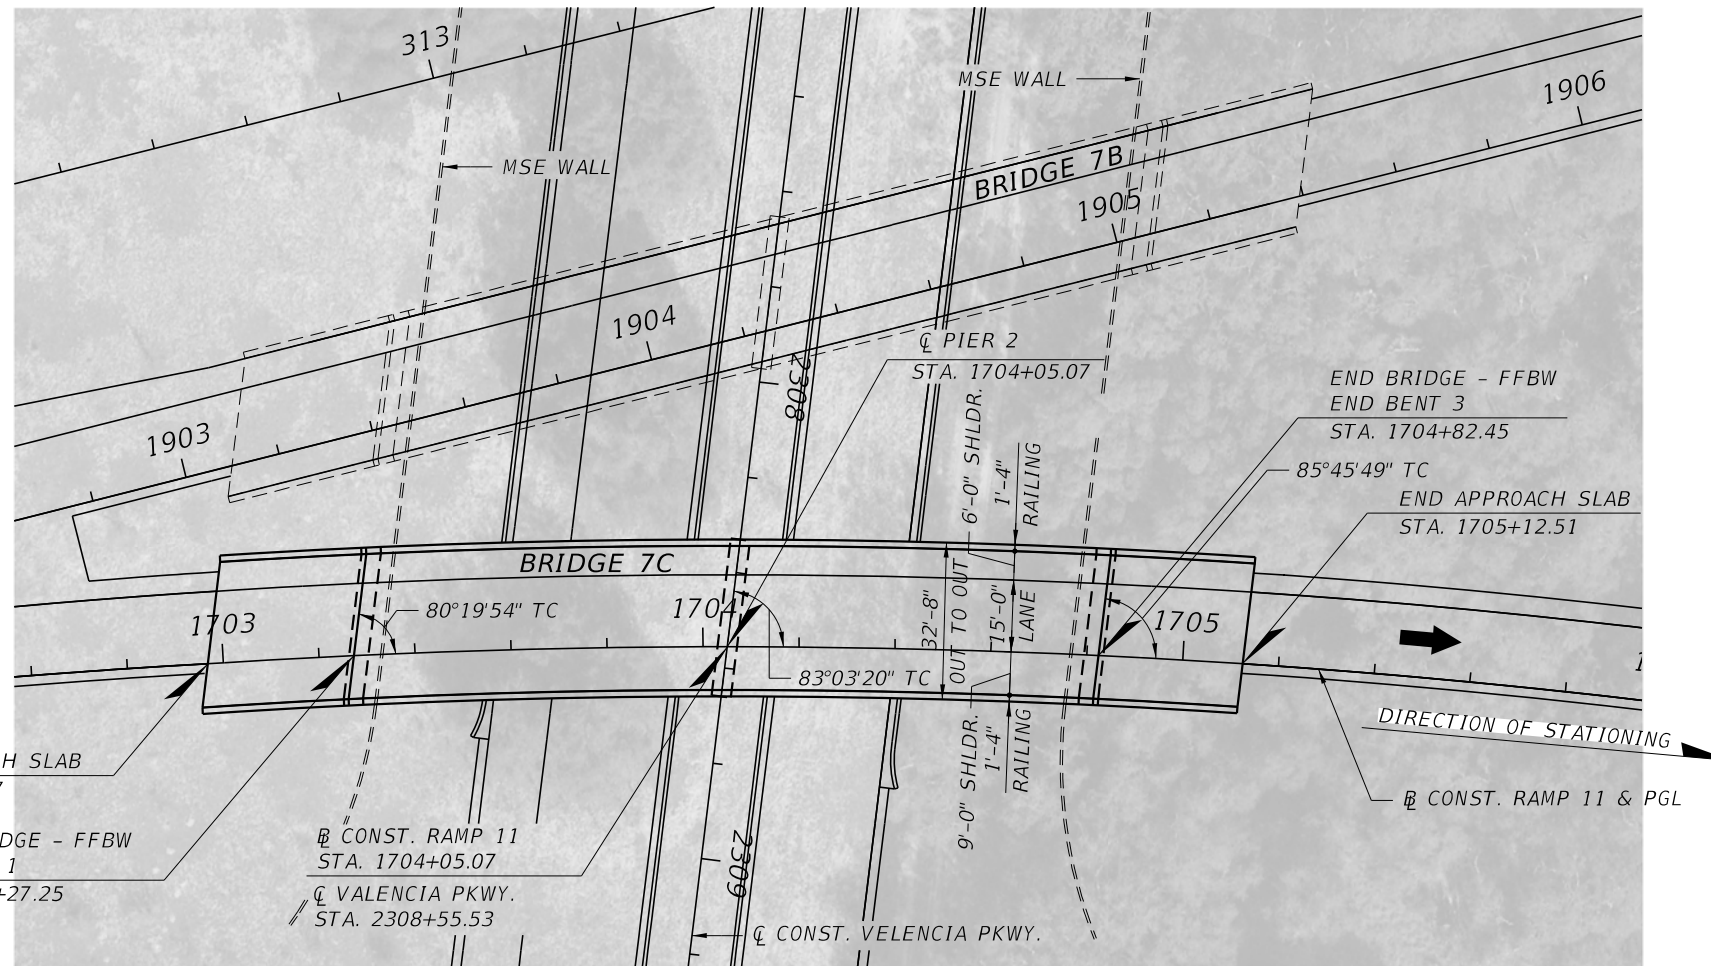 313
MSE WALL
1906
MSE WALL
BRIDGE 7B
1905
1904
℄ PIER 2
STA. 1704+05.07
2308
1903
END BRIDGE - FFBW
END BENT 3
STA. 1704+82.45
85°45'49" TC
END APPROACH SLAB
STA. 1705+12.51
6'-0" SHLDR.
1'-4"
RAILING
BRIDGE 7C
1703
80°19'54" TC
1704
32'-8"
OUT TO OUT
15'-0"
LANE
1705
83°03'20" TC
9'-0" SHLDR.
1'-4"
RAILING
DIRECTION OF STATIONING
H SLAB
DGE - FFBW
1
+27.25
B̲L CONST. RAMP 11
STA. 1704+05.07
℄ VALENCIA PKWY.
STA. 2308+55.53
2309
B̲L CONST. RAMP 11 & PGL
℄ CONST. VELENCIA PKWY.